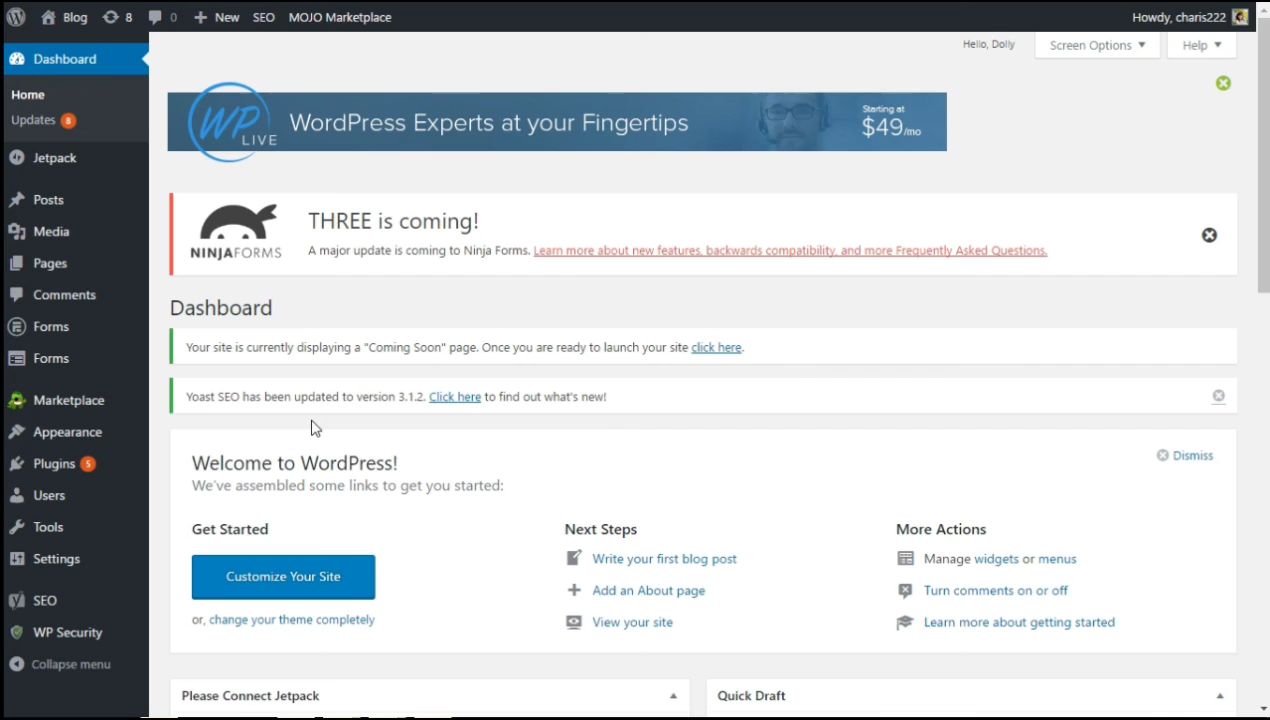 Blog 8 0 New SEO MOJO Marketplace Howdy, charis222
Dashboard
Home
Updates 8
Jetpack
Posts
Media
Pages
Comments
Forms
Forms
Marketplace
Appearance
Plugins 5
Users
Tools
Settings
SEO
WP Security
Collapse menu
Hello, Dolly Screen Options Help
WP LIVE WordPress Experts at your Fingertips Starting at $49/mo
NINJAFORMS
THREE is coming!
A major update is coming to Ninja Forms. Learn more about new features, backwards compatibility, and more Frequently Asked Questions.
Dashboard
Your site is currently displaying a "Coming Soon" page. Once you are ready to launch your site click here.
Yoast SEO has been updated to version 3.1.2. Click here to find out what's new!
Welcome to WordPress! Dismiss
We've assembled some links to get you started:
Get Started
Customize Your Site
or, change your theme completely
Next Steps
Write your first blog post
Add an About page
View your site
More Actions
Manage widgets or menus
Turn comments on or off
Learn more about getting started
Please Connect Jetpack
Quick Draft